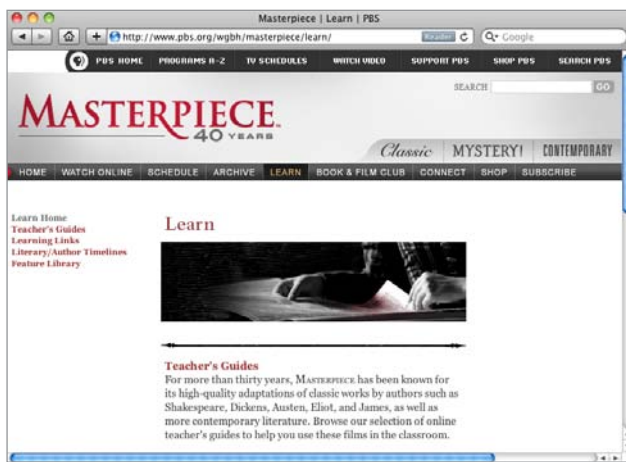 Masterpiece | Learn | PBS
http://www.pbs.org/wgbh/masterpiece/learn/
Reader
Google
PBS HOME PROGRAMS A-Z TV SCHEDULES WATCH VIDEO SUPPORT PBS SHOP PBS SEARCH PBS
SEARCH GO
MASTERPIECE
40 YEARS
Classic MYSTERY! CONTEMPORARY
HOME WATCH ONLINE SCHEDULE ARCHIVE LEARN BOOK & FILM CLUB CONNECT SHOP SUBSCRIBE
Learn Home
Teacher's Guides
Learning Links
Literary/Author Timelines
Feature Library
Learn
Teacher's Guides
For more than thirty years, MASTERPIECE has been known for
its high-quality adaptations of classic works by authors such as
Shakespeare, Dickens, Austen, Eliot, and James, as well as
more contemporary literature. Browse our selection of online
teacher's guides to help you use these films in the classroom.